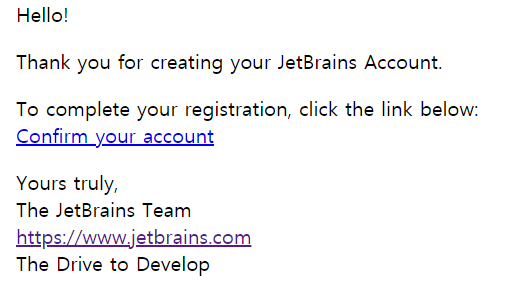 Hello!
Thank you for creating your JetBrains Account.
To complete your registration, click the link below:
Confirm your account
Yours truly,
The JetBrains Team
https://www.jetbrains.com
The Drive to Develop